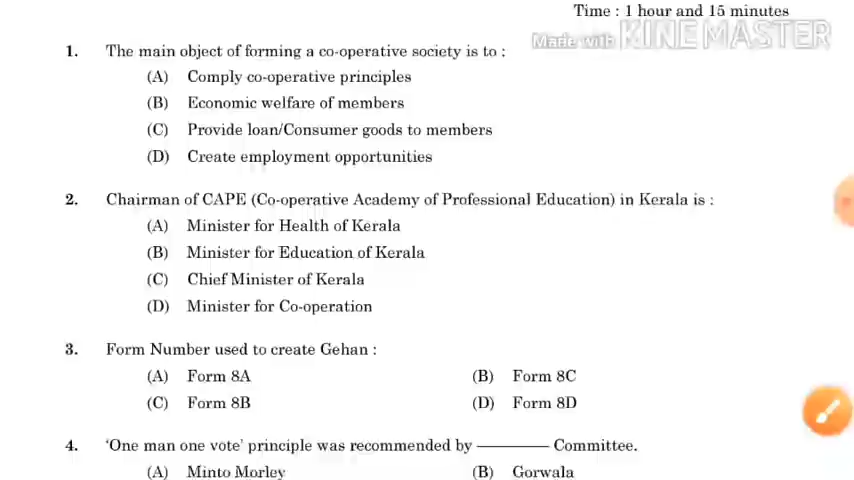 Time : 1 hour and 15 minutes
Made with KINEMASTER
1. The main object of forming a co-operative society is to :
(A) Comply co-operative principles
(B) Economic welfare of members
(C) Provide loan/Consumer goods to members
(D) Create employment opportunities
2. Chairman of CAPE (Co-operative Academy of Professional Education) in Kerala is :
(A) Minister for Health of Kerala
(B) Minister for Education of Kerala
(C) Chief Minister of Kerala
(D) Minister for Co-operation
3. Form Number used to create Gehan :
(A) Form 8A (B) Form 8C
(C) Form 8B (D) Form 8D
4. ‘One man one vote’ principle was recommended by ———— Committee.
(A) Minto Morley (B) Gorwala